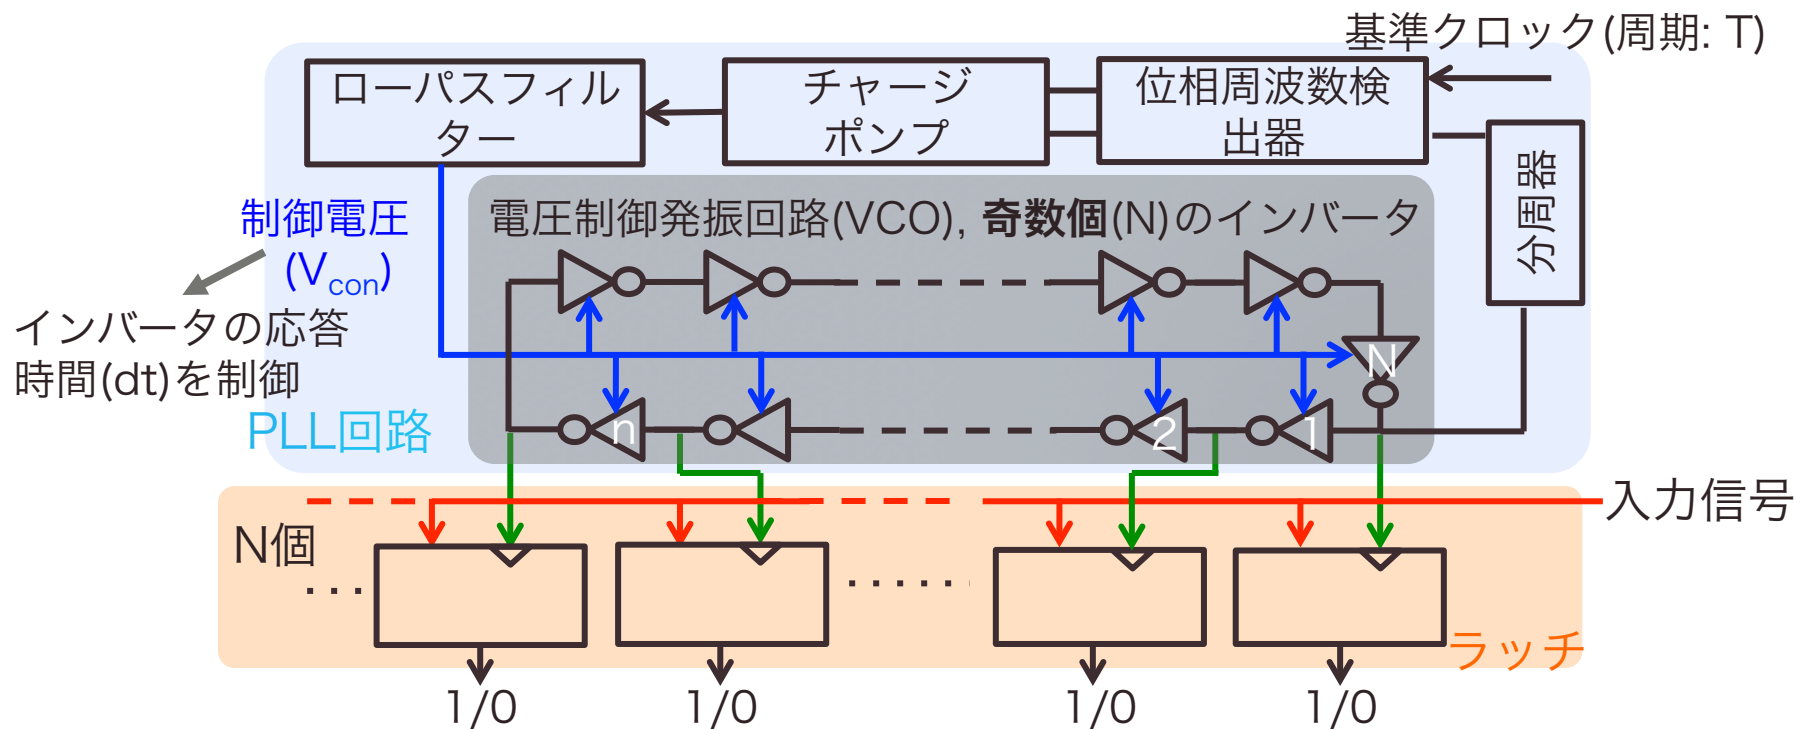 基準クロック(周期: T)
ローパスフィル
ター
チャージ
ポンプ
位相周波数検
出器
分周器
制御電圧
(Vcon)
電圧制御発振回路(VCO), 奇数個(N)のインバータ
インバータの応答
時間(dt)を制御
N
n
2
1
PLL回路
入力信号
N個
ラッチ
1/0
1/0
1/0
1/0